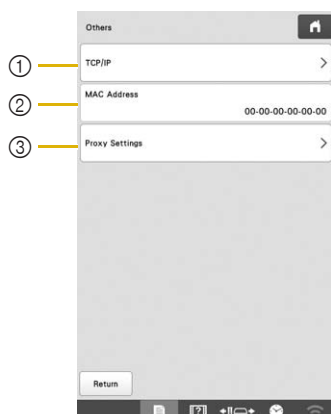 Others
① TCP/IP
② MAC Address
00-00-00-00-00-00
③ Proxy Settings
Return